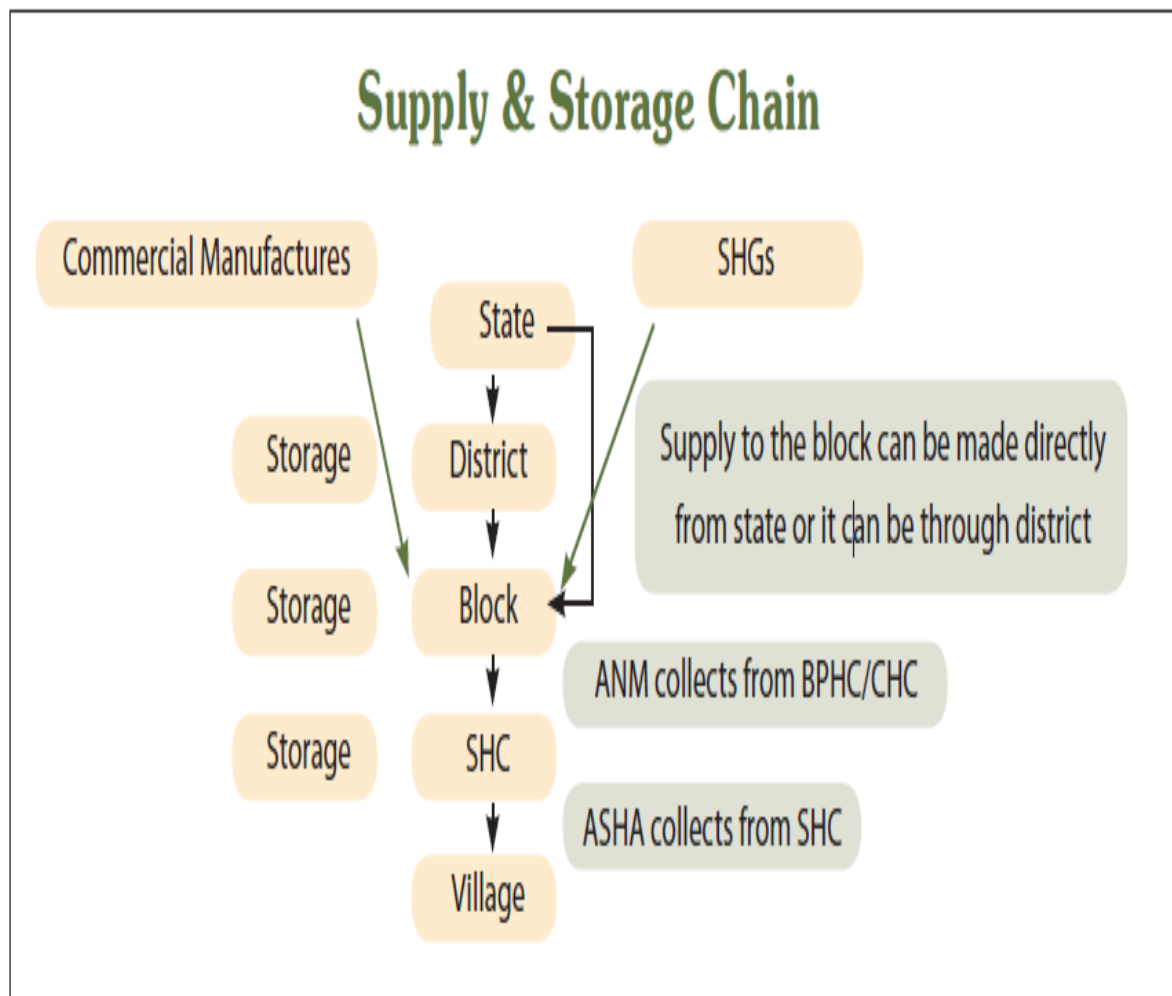 Supply & Storage Chain
Commercial Manufactures
SHGs
State
Storage
District
Supply to the block can be made directly
from state or it can be through district
Storage
Block
ANM collects from BPHC/CHC
Storage
SHC
ASHA collects from SHC
Village